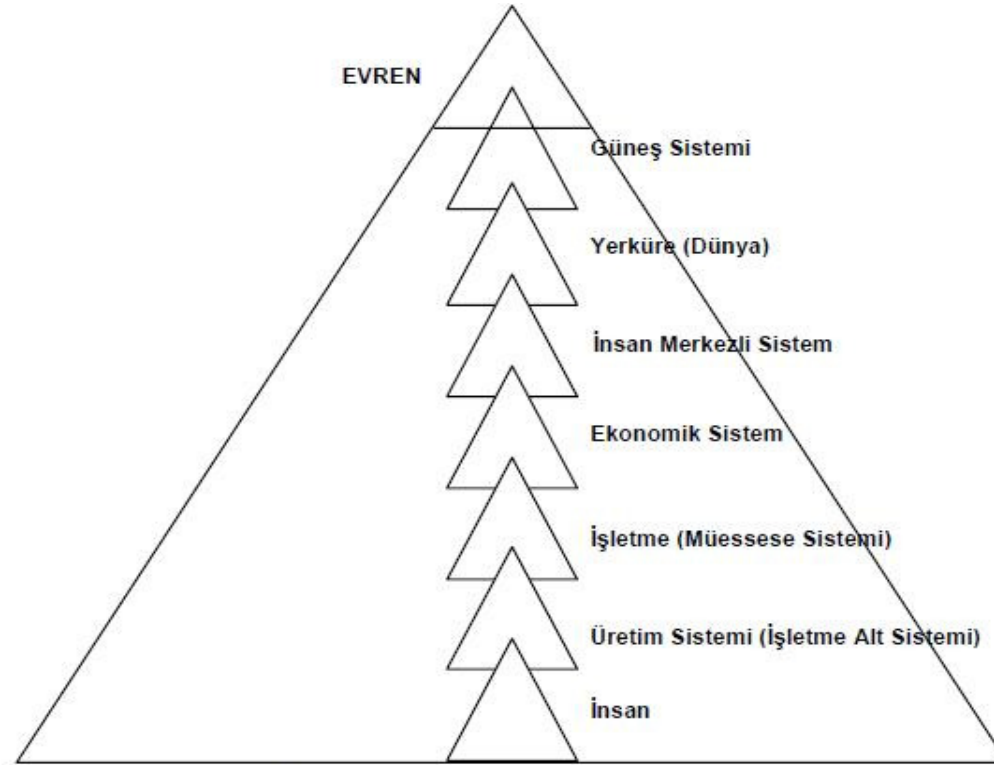 EVREN
Güneş Sistemi
Yerküre (Dünya)
İnsan Merkezli Sistem
Ekonomik Sistem
İşletme (Müessese Sistemi)
Üretim Sistemi (İşletme Alt Sistemi)
İnsan